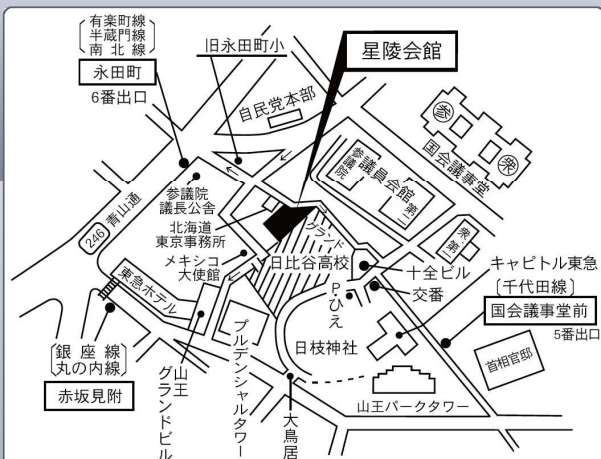 有楽町線
半蔵門線
南北線
永田町
6番出口
旧永田町小
星陵会館
自民党本部
参
衆
国会議事堂
参議院
議員会館
参議院
第二
衆・第一
参議院
議長公舎
北海道
東京事務所
メキシコ
大使館
グランド
日比谷高校
十全ビル
交番
Pひえ
キャピトル東急
〔千代田線〕
国会議事堂前
5番出口
首相官邸
246
青山通
東急ホテル
銀座線
丸の内線
赤坂見附
山王
グランドビル
プルデンシャルタワー
日枝神社
大鳥居
山王パークタワー